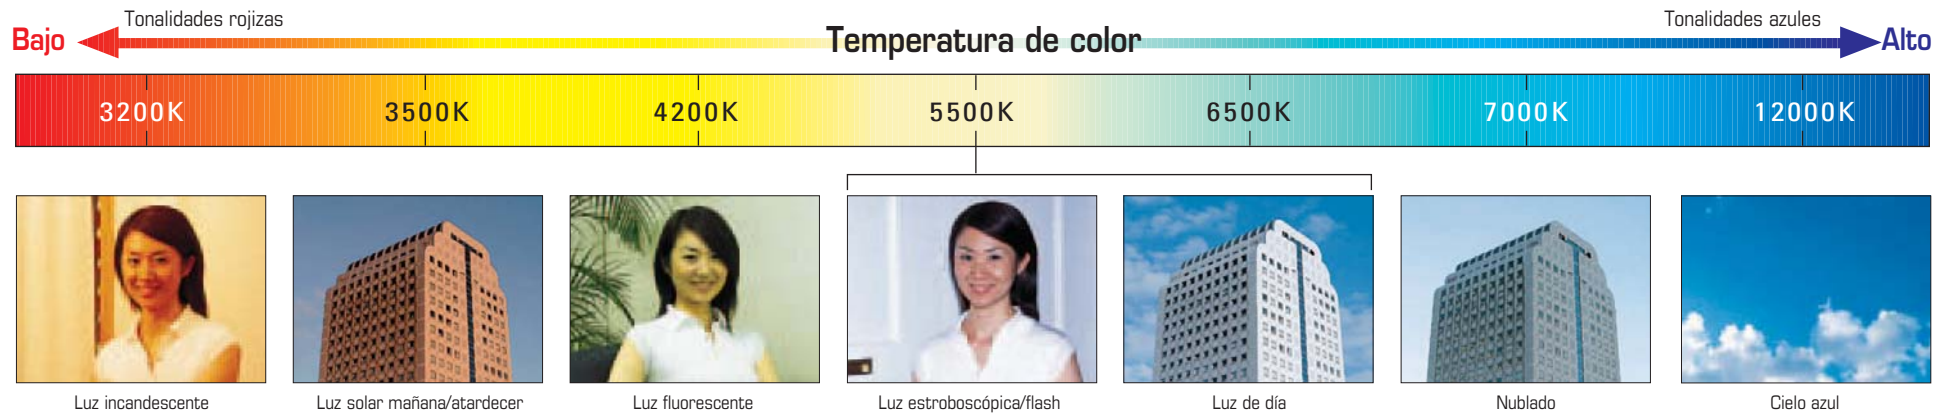 Tonalidades rojizas
Tonalidades azules
Bajo
Temperatura de color
Alto
3200K
3500K
4200K
5500K
6500K
7000K
12000K
Luz incandescente
Luz solar mañana/atardecer
Luz fluorescente
Luz estroboscópica/flash
Luz de día
Nublado
Cielo azul